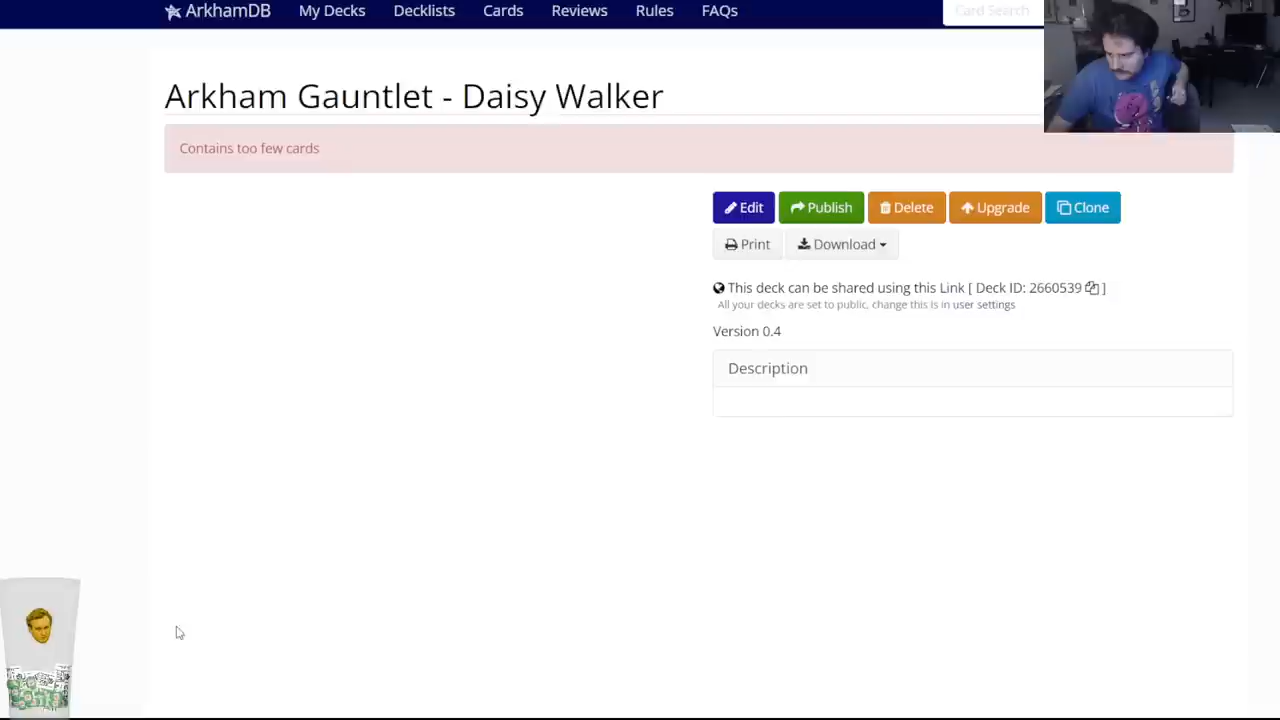 ArkhamDB My Decks Decklists Cards Reviews Rules FAQs Card Search
Arkham Gauntlet - Daisy Walker
Contains too few cards
Edit Publish Delete Upgrade Clone
Print Download
This deck can be shared using this Link [ Deck ID: 2660539 ]
All your decks are set to public, change this is in user settings
Version 0.4
Description